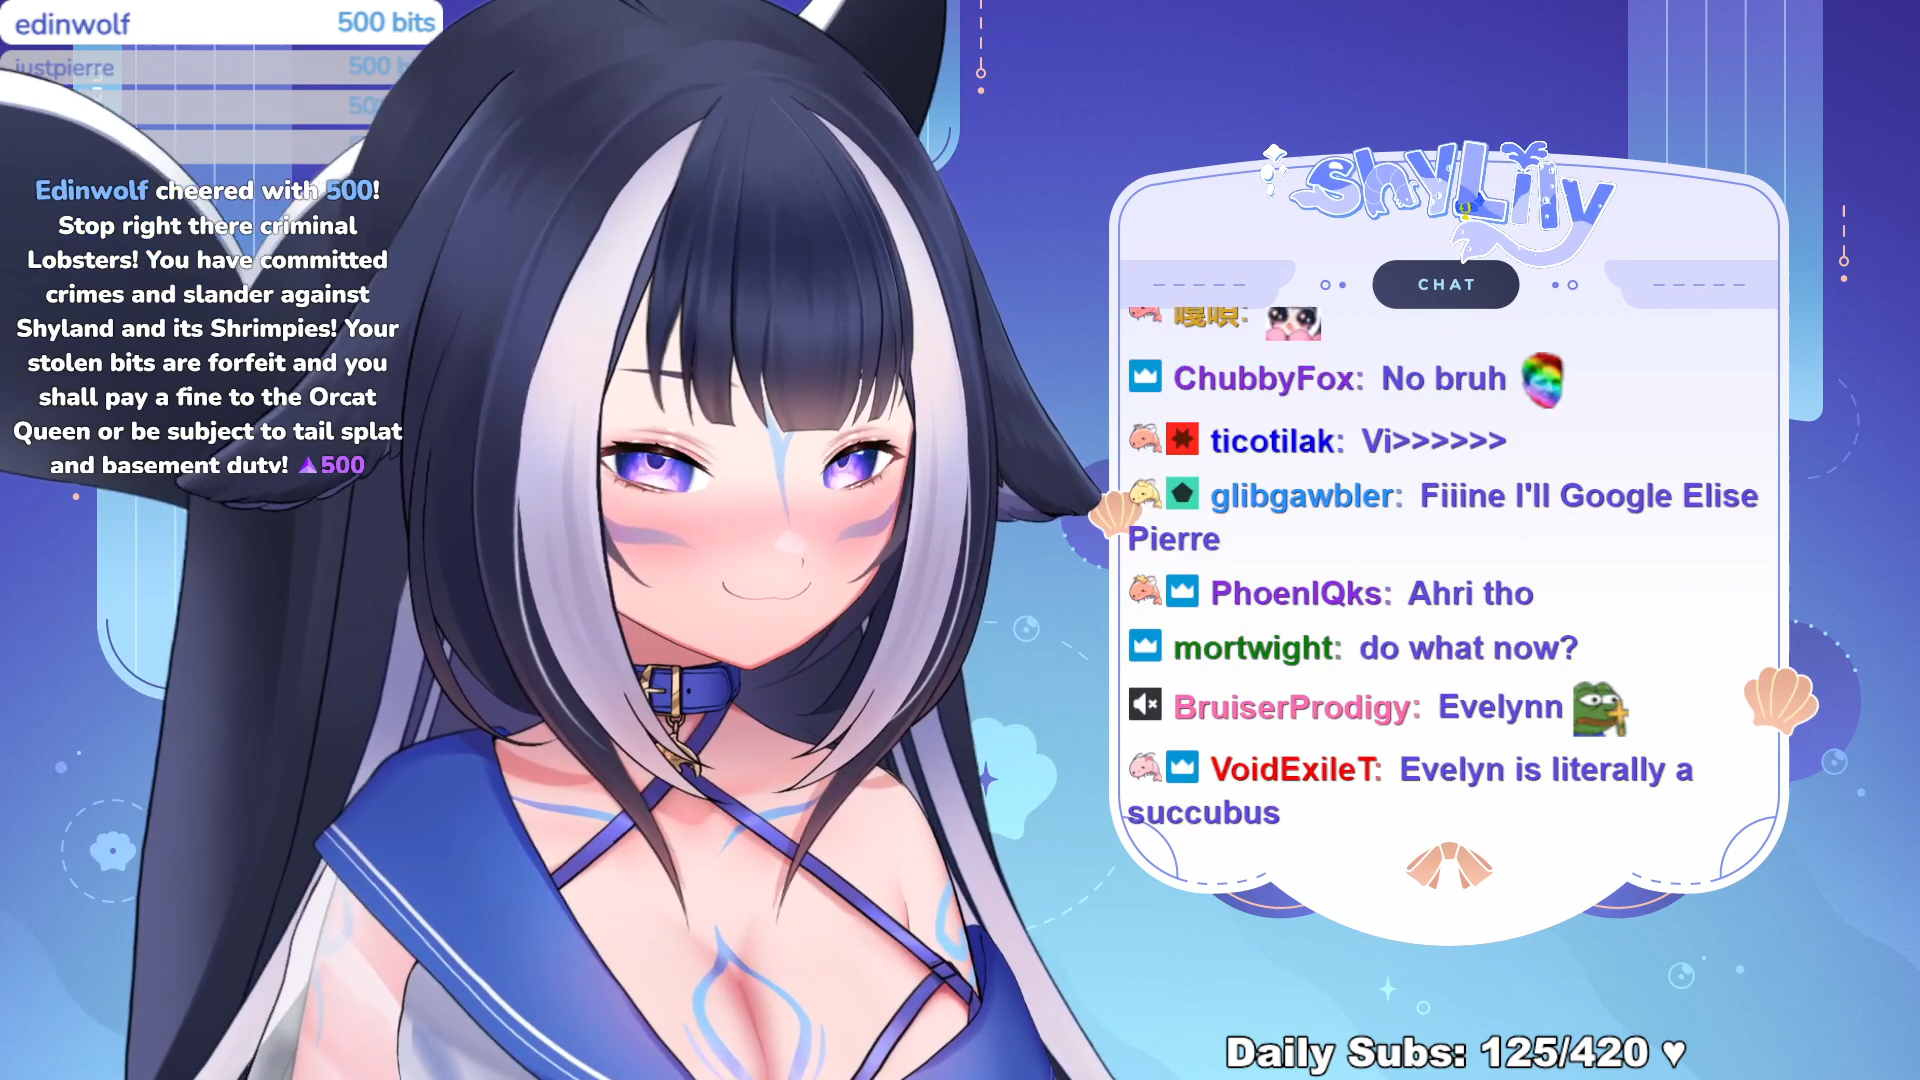 edinwolf 500 bits
justpierre 500 b
50
Edinwolf cheered with 500!
Stop right there criminal
Lobsters! You have committed
crimes and slander against
Shyland and its Shrimpies! Your
stolen bits are forfeit and you
shall pay a fine to the Orcat
Queen or be subject to tail splat
and basement duty! 500
shyLily
CHAT
ChubbyFox: No bruh
ticotilak: Vi>>>>>>
glibgawbler: Fiiine I'll Google Elise
Pierre
PhoenIQks: Ahri tho
mortwight: do what now?
BruiserProdigy: Evelynn
VoidExileT: Evelyn is literally a
succubus
Daily Subs: 125/420 ♥